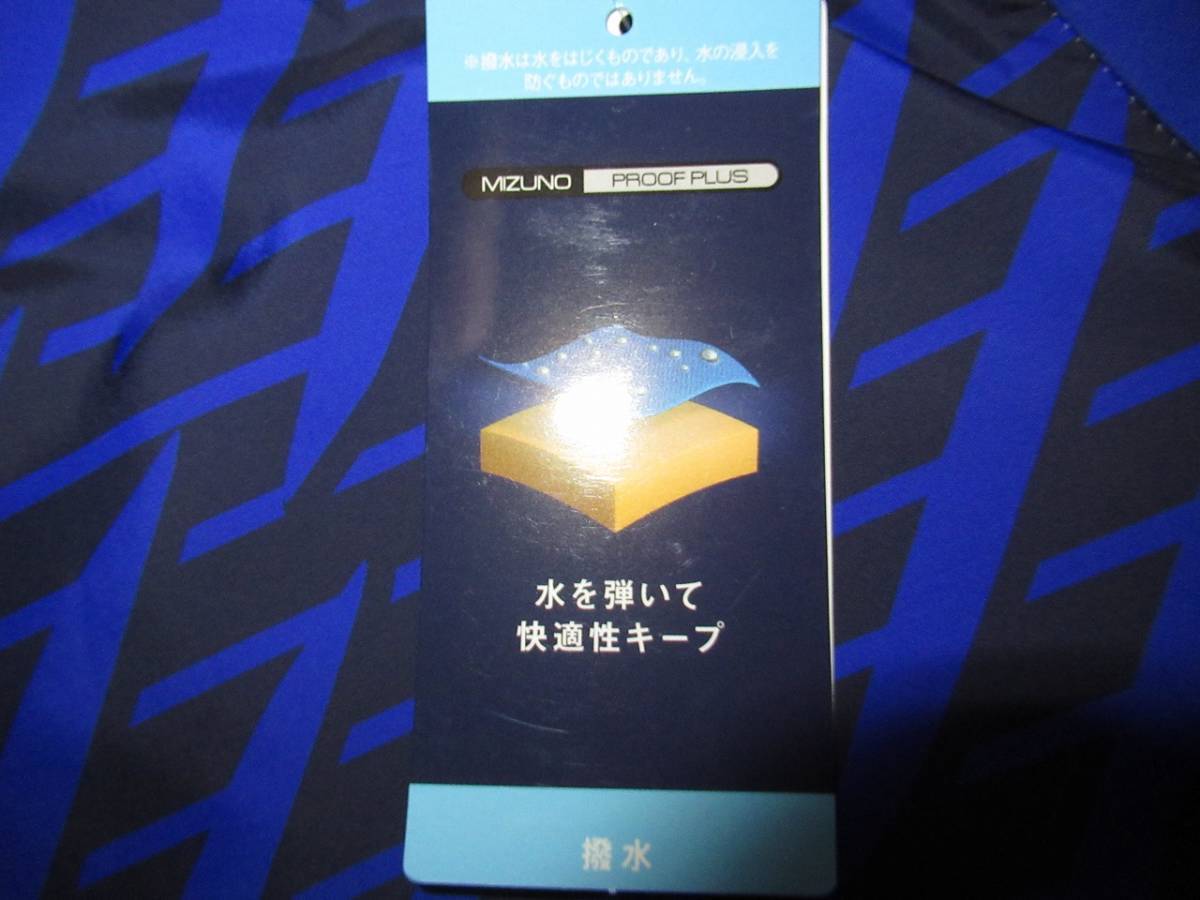 ※撥水は水をはじくものであり、水の浸入を
防ぐものではありません。
MIZUNO PROOF PLUS
水を弾いて
快適性キープ
撥水